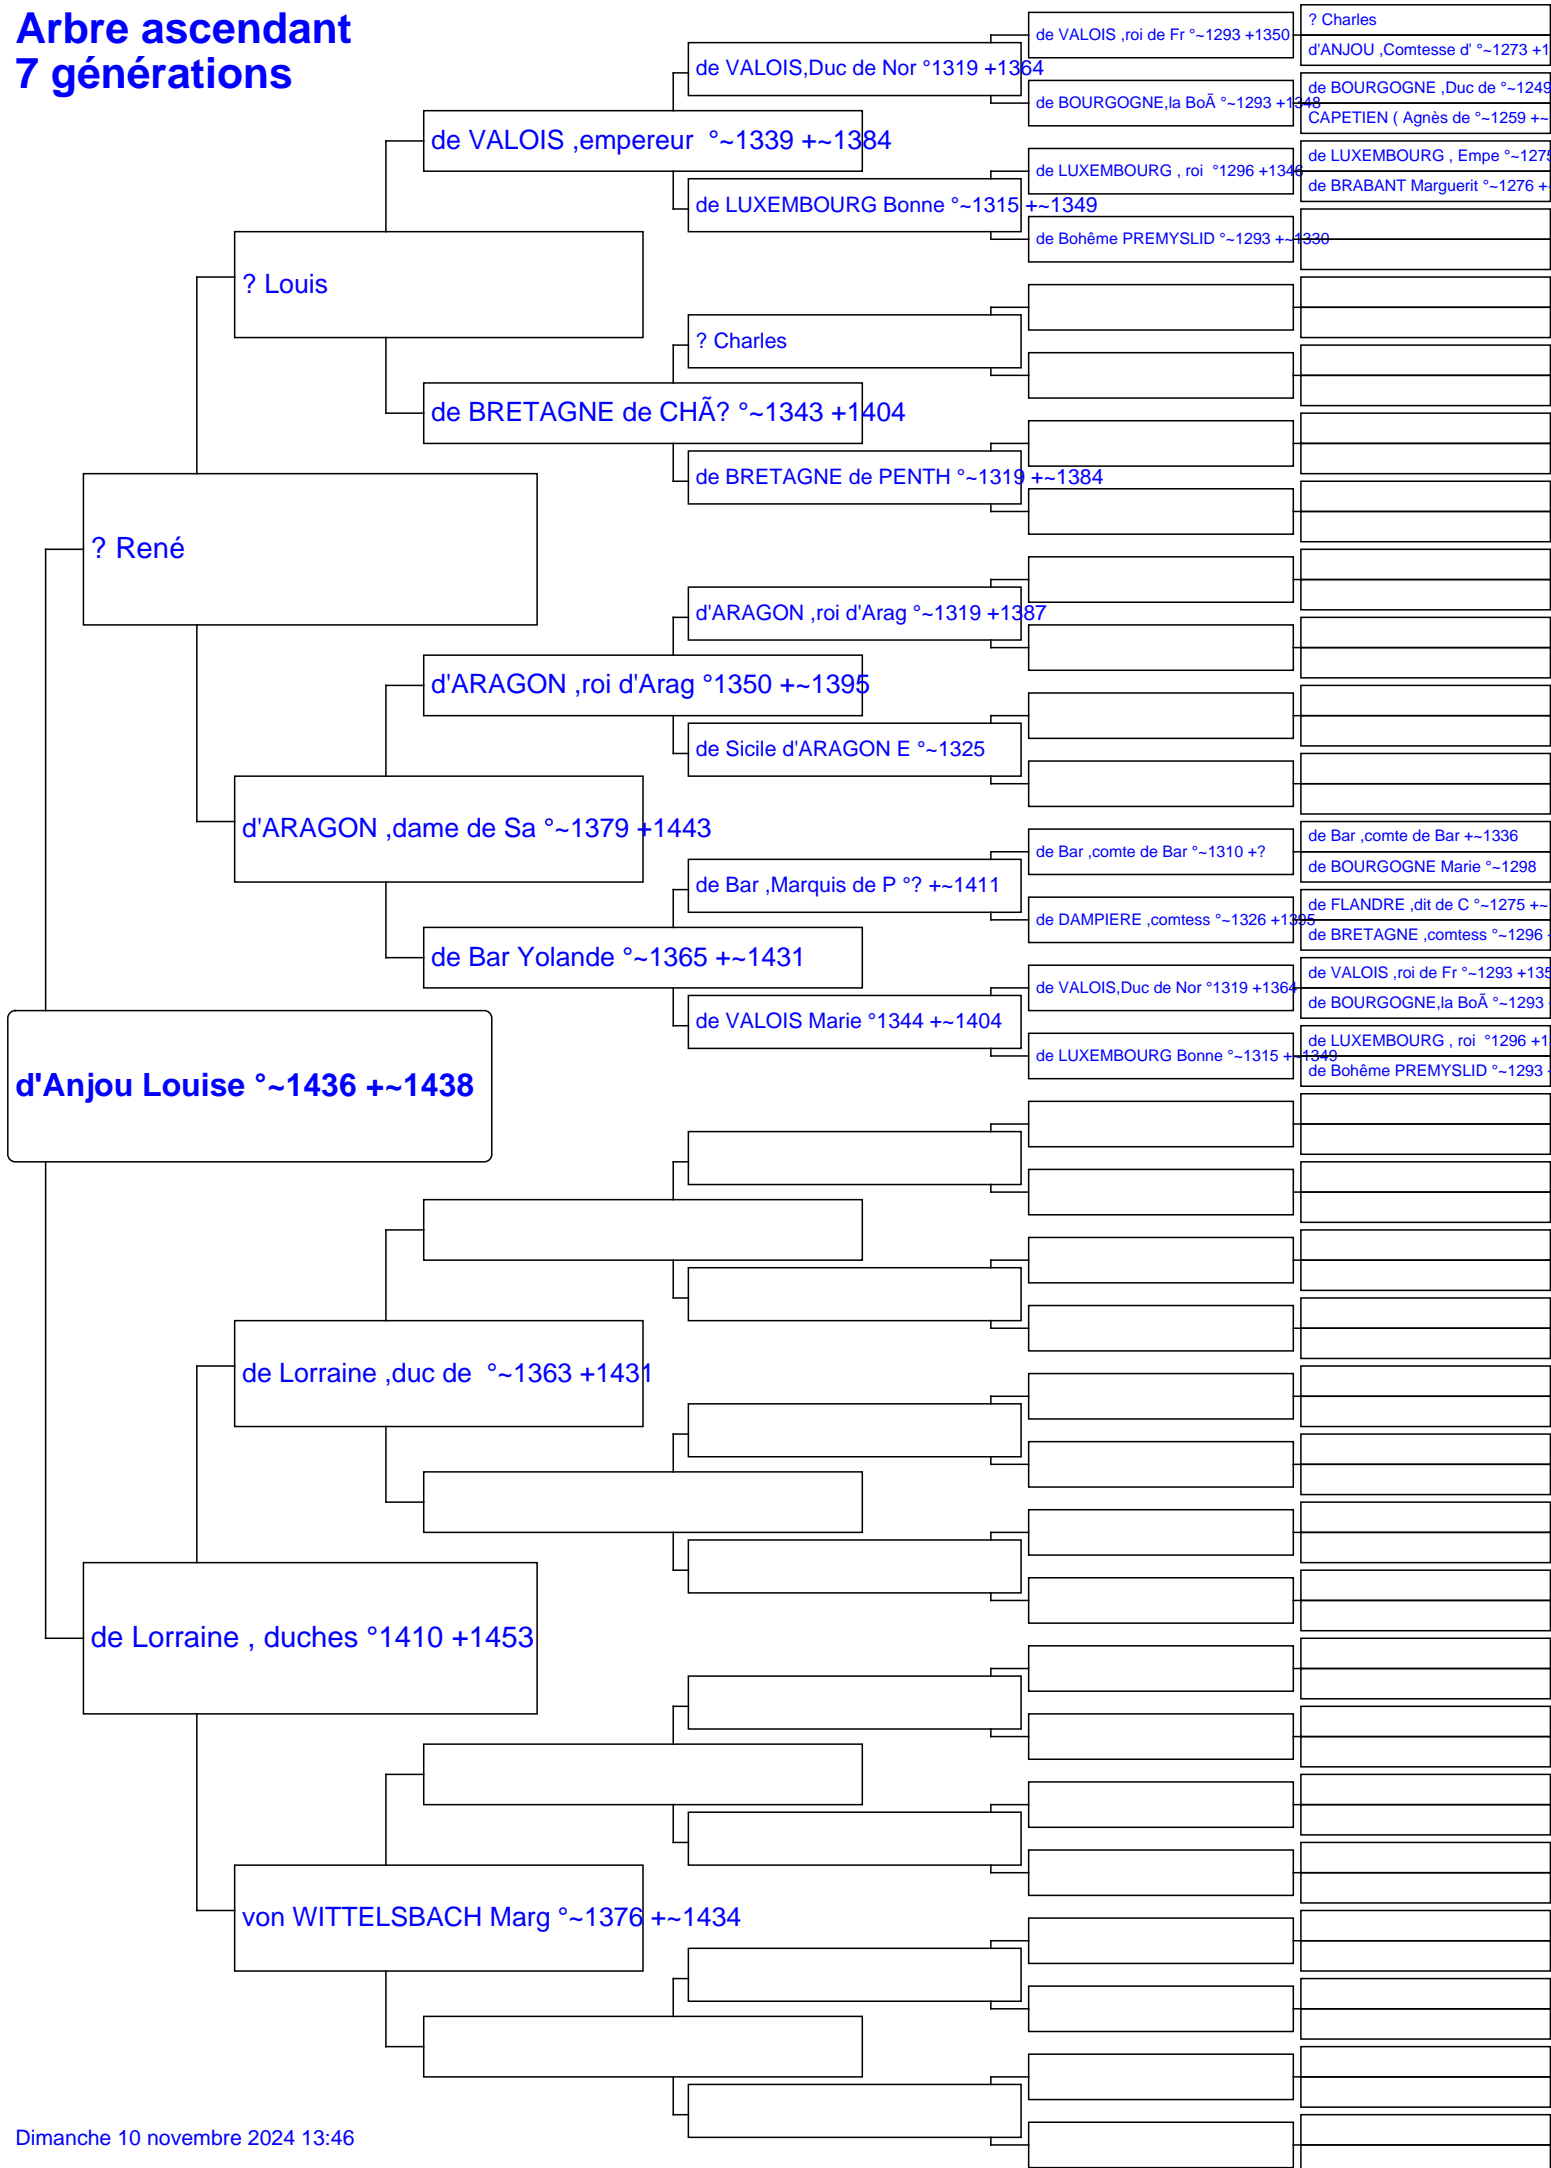 Arbre ascendant
7 générations
d'Anjou Louise °~1436 +~1438
? René
de Lorraine , duches °1410 +1453
? Louis
d'ARAGON ,dame de Sa °~1379 +1443
de Lorraine ,duc de °~1363 +1431
von WITTELSBACH Marg °~1376 +~1434
de VALOIS ,empereur °~1339 +~1384
de BRETAGNE de CHÃ? °~1343 +1404
d'ARAGON ,roi d'Arag °1350 +~1395
de Bar Yolande °~1365 +~1431
de VALOIS,Duc de Nor °1319 +1364
de LUXEMBOURG Bonne °~1315 +~1349
? Charles
de BRETAGNE de PENTH °~1319 +~1384
d'ARAGON ,roi d'Arag °~1319 +1387
de Sicile d'ARAGON E °~1325
de Bar ,Marquis de P °? +~1411
de VALOIS Marie °1344 +~1404
de VALOIS ,roi de Fr °~1293 +1350
de BOURGOGNE,la BoÃ °~1293 +1348
de LUXEMBOURG , roi °1296 +1346
de Bohême PREMYSLID °~1293 +~1330
de Bar ,comte de Bar °~1310 +?
de DAMPIERE ,comtess °~1326 +1395
de VALOIS,Duc de Nor °1319 +1364
de LUXEMBOURG Bonne °~1315 +~1349
? Charles
d'ANJOU ,Comtesse d' °~1273 +1
de BOURGOGNE ,Duc de °~1249
CAPETIEN ( Agnès de °~1259 +~
de LUXEMBOURG , Empe °~1275
de BRABANT Marguerit °~1276 +
de Bar ,comte de Bar +~1336
de BOURGOGNE Marie °~1298
de FLANDRE ,dit de C °~1275 +~
de BRETAGNE ,comtess °~1296
de VALOIS ,roi de Fr °~1293 +135
de BOURGOGNE,la BoÃ °~1293
de LUXEMBOURG , roi °1296 +1
de Bohême PREMYSLID °~1293
Dimanche 10 novembre 2024 13:46